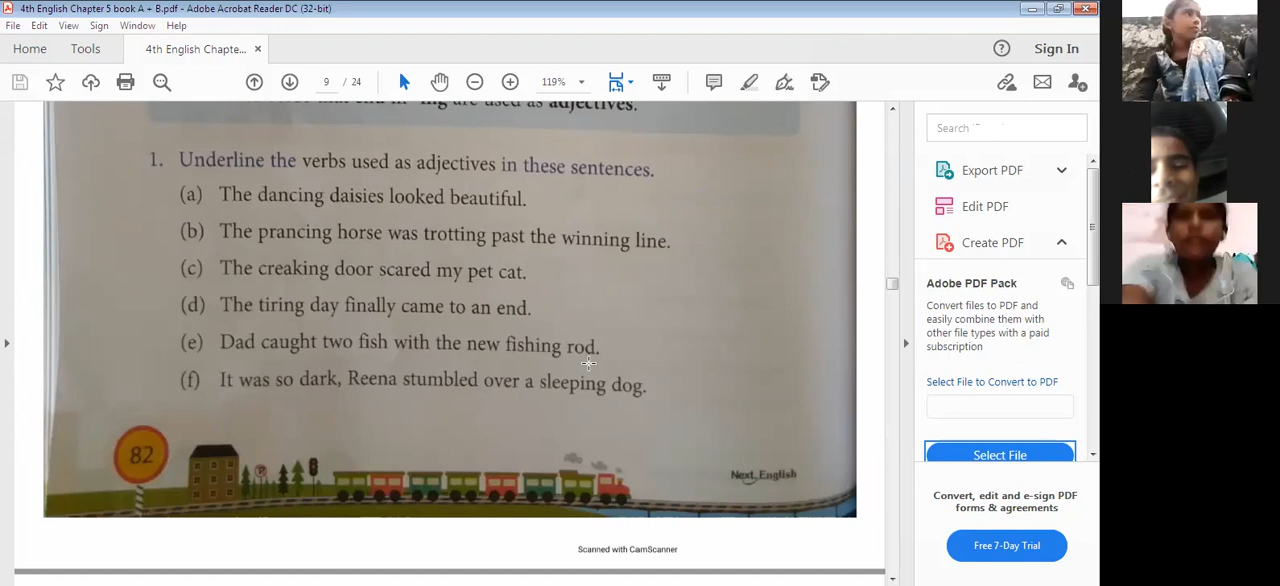 4th English Chapter 5 book A + B.pdf - Adobe Acrobat Reader DC (32-bit)
File Edit View Sign Window Help
Home Tools 4th English Chapte... × Sign In
9 / 24 119%
are used as adjectives.
1. Underline the verbs used as adjectives in these sentences.
(a) The dancing daisies looked beautiful.
(b) The prancing horse was trotting past the winning line.
(c) The creaking door scared my pet cat.
(d) The tiring day finally came to an end.
(e) Dad caught two fish with the new fishing rod.
(f) It was so dark, Reena stumbled over a sleeping dog.
82
Next English
Scanned with CamScanner
Search
Export PDF
Edit PDF
Create PDF
Adobe PDF Pack
Convert files to PDF and
easily combine them with
other file types with a paid
subscription
Select File to Convert to PDF
Select File
Convert, edit and e-sign PDF
forms & agreements
Free 7-Day Trial